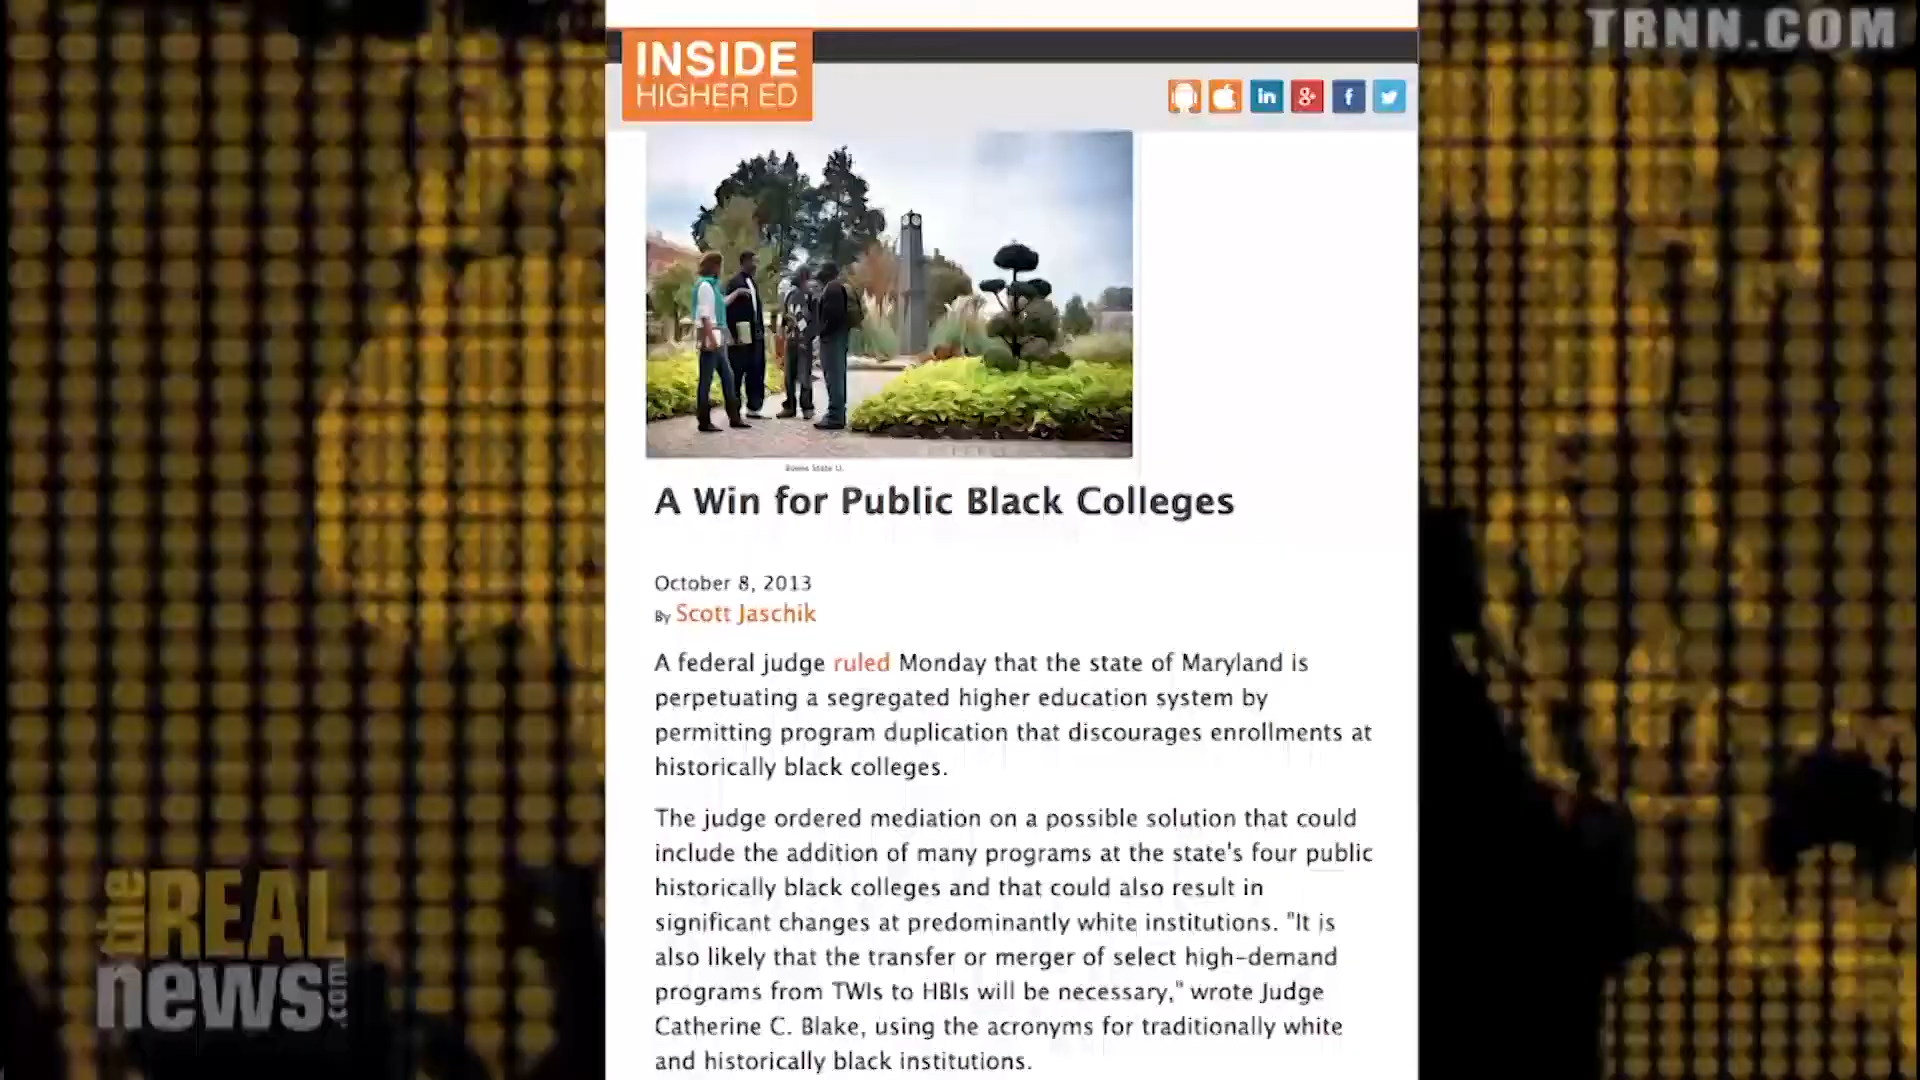 TRNN.COM
INSIDE
HIGHER ED
in
g+
f
Bowie State U.
A Win for Public Black Colleges
October 8, 2013
By Scott Jaschik
A federal judge ruled Monday that the state of Maryland is
perpetuating a segregated higher education system by
permitting program duplication that discourages enrollments at
historically black colleges.
The judge ordered mediation on a possible solution that could
include the addition of many programs at the state's four public
historically black colleges and that could also result in
significant changes at predominantly white institutions. "It is
also likely that the transfer or merger of select high-demand
programs from TWIs to HBIs will be necessary," wrote Judge
Catherine C. Blake, using the acronyms for traditionally white
and historically black institutions.
the REAL
news.com